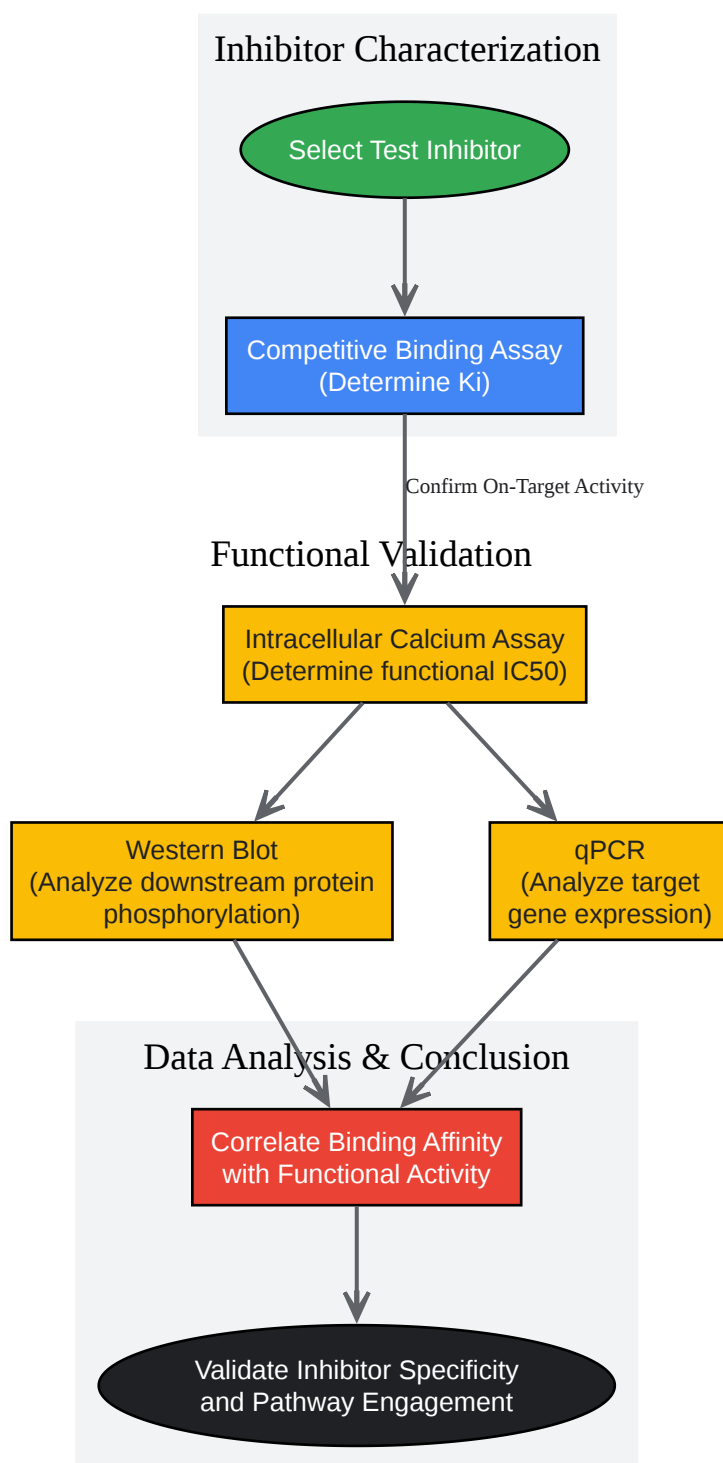 Inhibitor Characterization
Select Test Inhibitor
Competitive Binding Assay
(Determine Ki)
Confirm On-Target Activity
Functional Validation
Intracellular Calcium Assay
(Determine functional IC50)
Western Blot
(Analyze downstream protein
phosphorylation)
qPCR
(Analyze target
gene expression)
Data Analysis & Conclusion
Correlate Binding Affinity
with Functional Activity
Validate Inhibitor Specificity
and Pathway Engagement